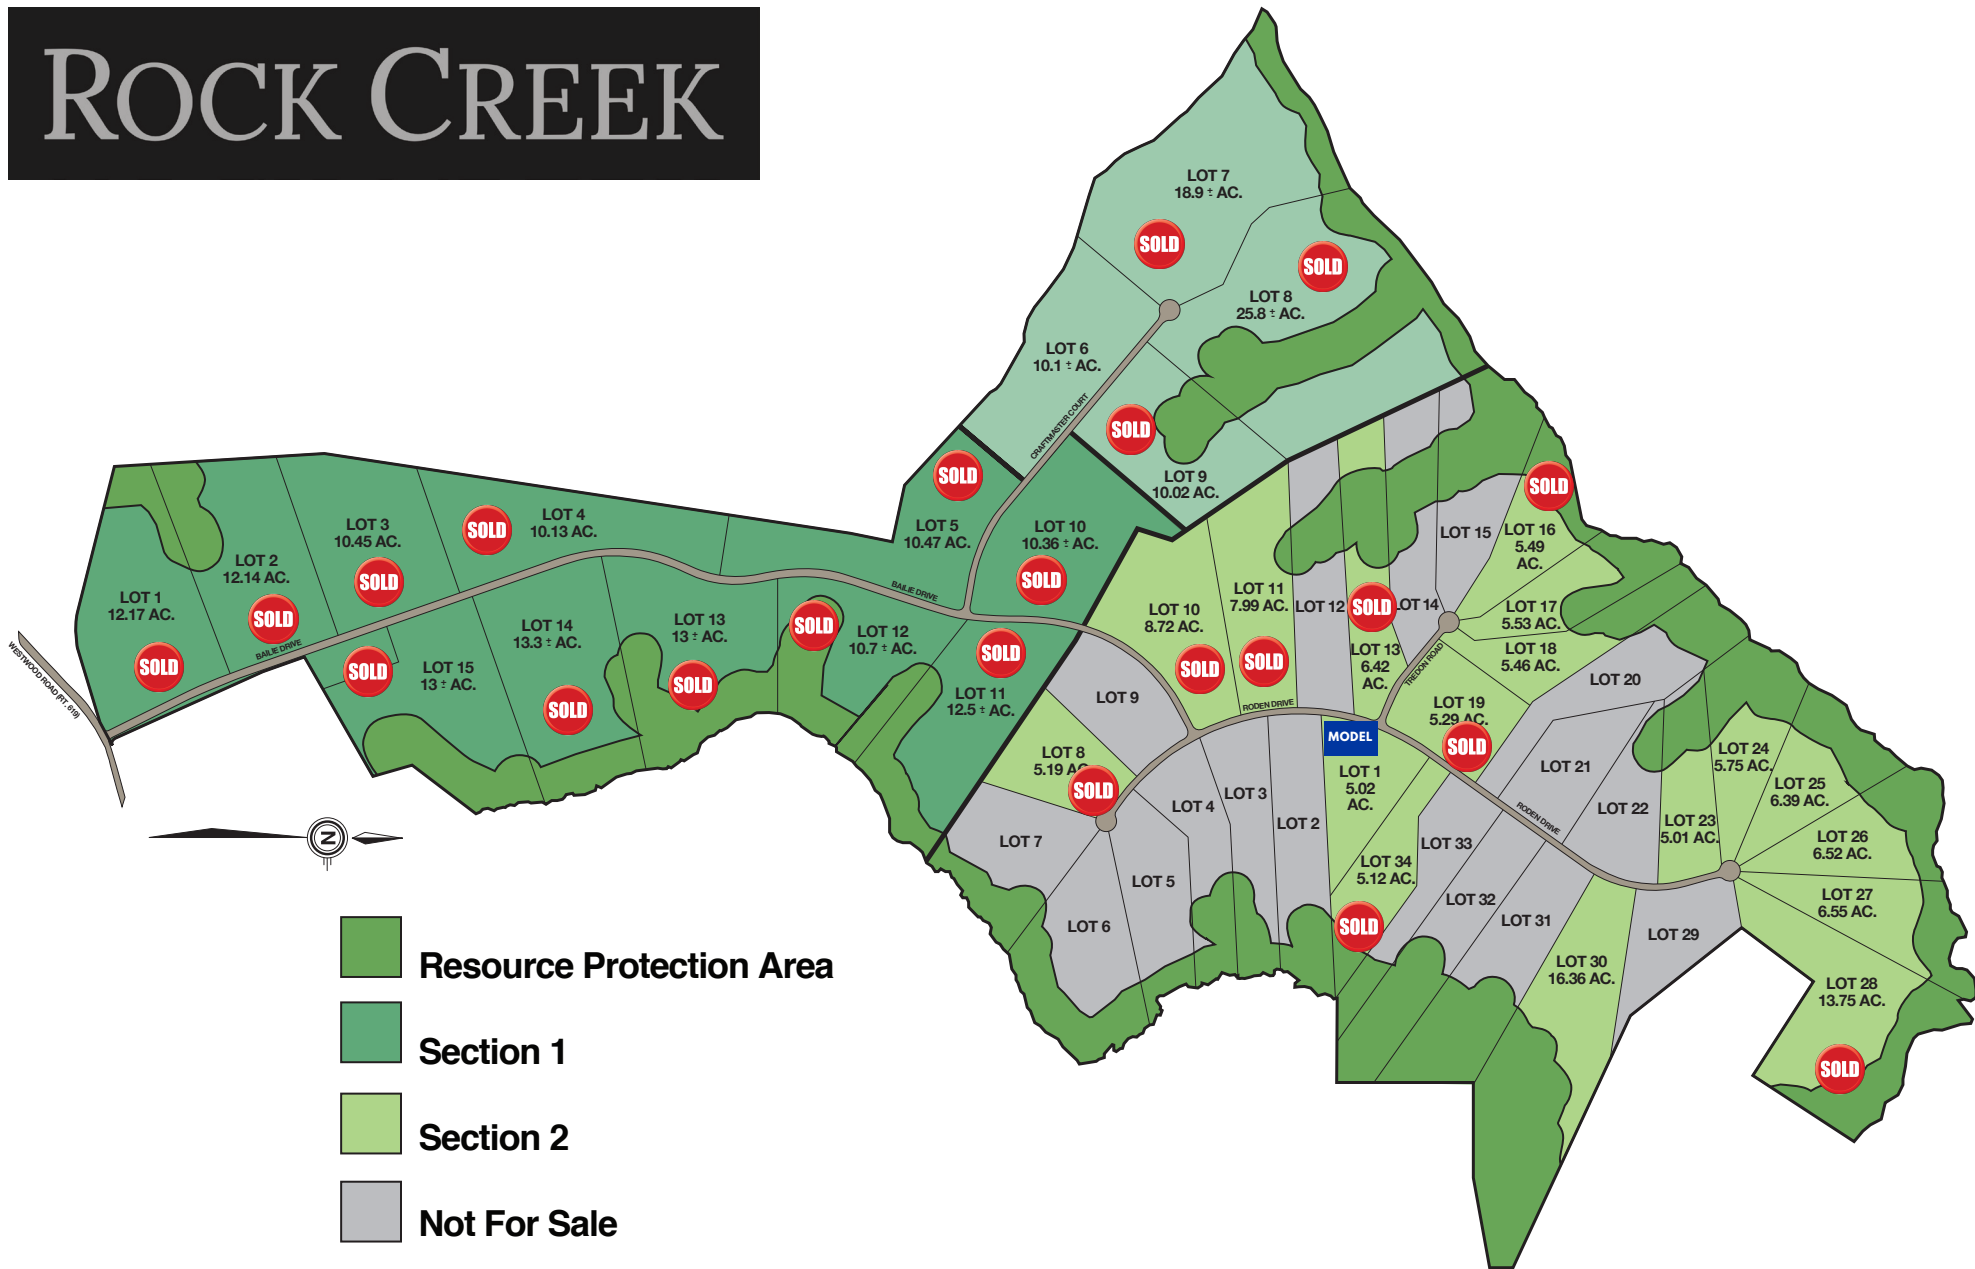 ROCK CREEK
LOT 7
18.9 ± AC.
SOLD
SOLD
LOT 8
25.8 ± AC.
LOT 6
10.1 ± AC.
CRAFTMASTER COURT
SOLD
LOT 9
10.02 AC.
SOLD
LOT 5
10.47 AC.
LOT 10
10.36 ± AC.
SOLD
LOT 4
10.13 AC.
SOLD
LOT 3
10.45 AC.
SOLD
LOT 2
12.14 AC.
SOLD
LOT 1
12.17 AC.
SOLD
WESTWOOD ROAD (RT. 619)
BAILIE DRIVE
BAILIE DRIVE
SOLD
LOT 15
13 ± AC.
LOT 14
13.3 ± AC.
SOLD
LOT 13
13 ± AC.
SOLD
SOLD
LOT 12
10.7 ± AC.
SOLD
LOT 11
12.5 ± AC.
LOT 10
8.72 AC.
SOLD
LOT 11
7.99 AC.
SOLD
LOT 12
SOLD
LOT 13
6.42
AC.
LOT 14
LOT 15
SOLD
LOT 16
5.49
AC.
LOT 17
5.53 AC.
LOT 18
5.46 AC.
TREDON ROAD
LOT 19
5.29 AC.
SOLD
LOT 20
LOT 21
LOT 22
LOT 23
5.01 AC.
LOT 24
5.75 AC.
LOT 25
6.39 AC.
LOT 26
6.52 AC.
LOT 27
6.55 AC.
LOT 28
13.75 AC.
SOLD
LOT 29
LOT 30
16.36 AC.
LOT 31
LOT 32
LOT 33
LOT 34
5.12 AC.
SOLD
RODEN DRIVE
RODEN DRIVE
MODEL
LOT 1
5.02
AC.
LOT 2
LOT 3
LOT 4
LOT 5
LOT 6
LOT 7
LOT 8
5.19 AC
SOLD
LOT 9
N
Resource Protection Area
Section 1
Section 2
Not For Sale